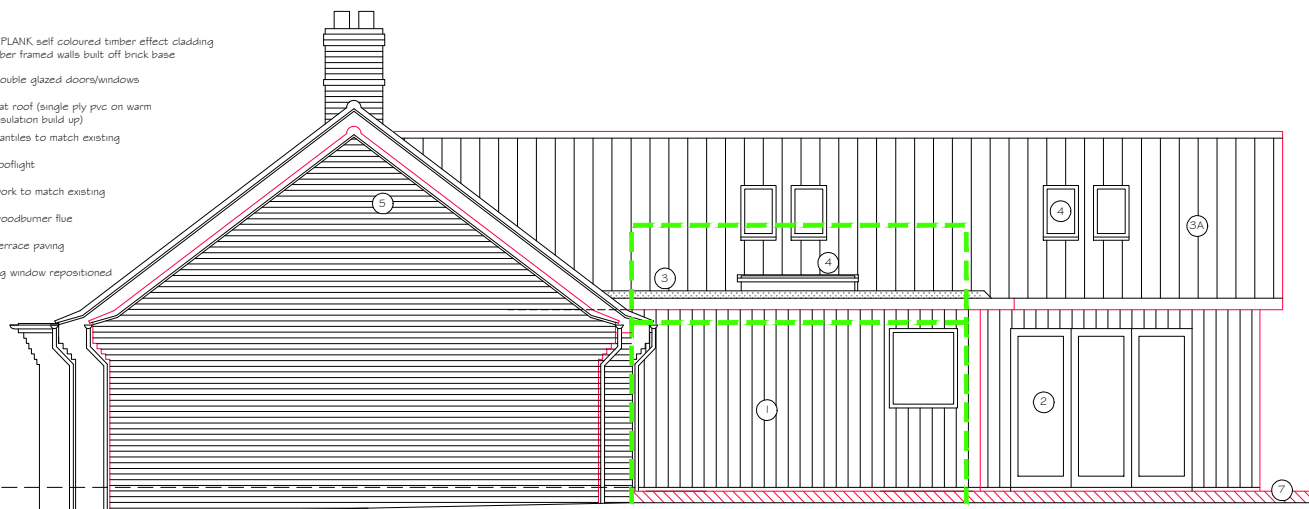 PLANK self coloured timber effect cladding
ber framed walls built off brick base
ouble glazed doors/windows
at roof (single ply pvc on warm
sulation build up)
antiles to match existing
ooflight
ork to match existing
oodburner flue
errace paving
g window repositioned
5
4
4
3A
3
1
2
7